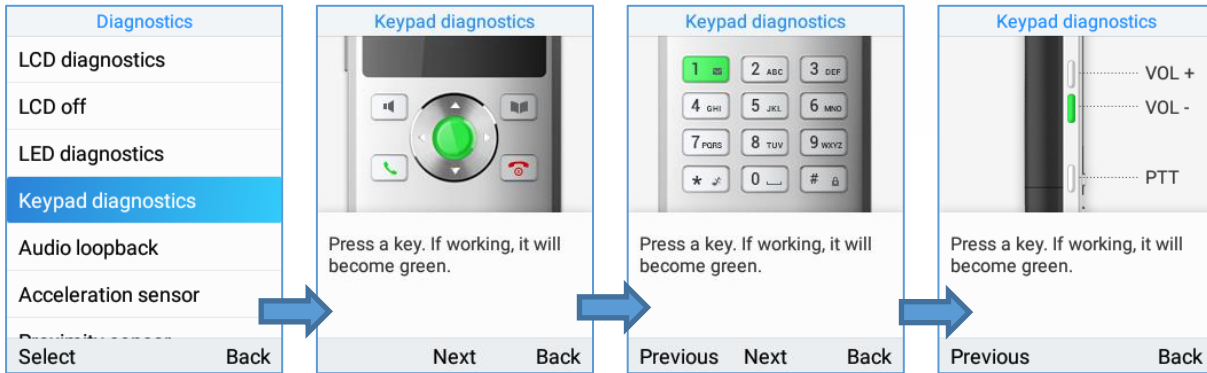 Diagnostics
LCD diagnostics
LCD off
LED diagnostics
Keypad diagnostics
Audio loopback
Acceleration sensor
Select Back
Keypad diagnostics
Press a key. If working, it will
become green.
Next Back
Keypad diagnostics
1 2 ABC 3 DEF
4 GHI 5 JKL 6 MNO
7 PQRS 8 TUV 9 WXYZ
* 0 #
Press a key. If working, it will
become green.
Previous Next Back
Keypad diagnostics
VOL +
VOL -
PTT
Press a key. If working, it will
become green.
Previous Back